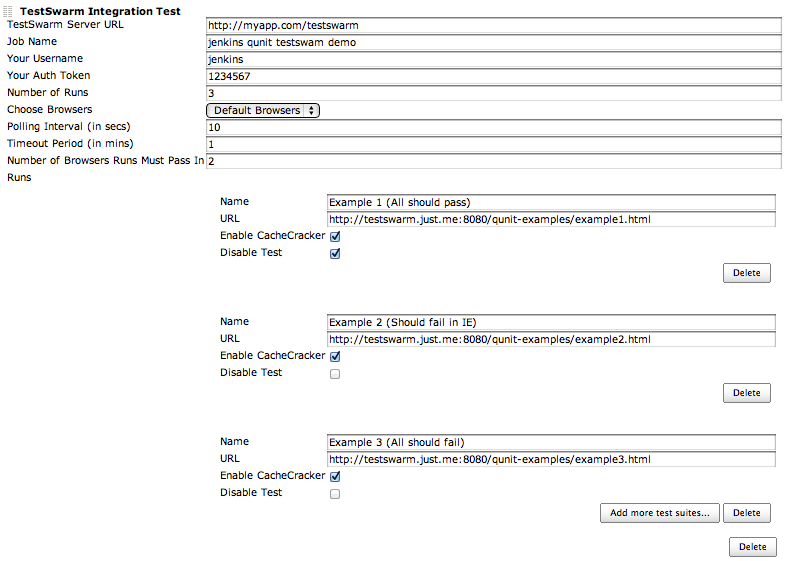 TestSwarm Integration Test
TestSwarm Server URL http://myapp.com/testswarm
Job Name jenkins qunit testswam demo
Your Username jenkins
Your Auth Token 1234567
Number of Runs 3
Choose Browsers Default Browsers
Polling Interval (in secs) 10
Timeout Period (in mins) 1
Number of Browsers Runs Must Pass In 2
Runs
Name Example 1 (All should pass)
URL http://testswarm.just.me:8080/qunit-examples/example1.html
Enable CacheCracker
Disable Test
Delete
Name Example 2 (Should fail in IE)
URL http://testswarm.just.me:8080/qunit-examples/example2.html
Enable CacheCracker
Disable Test
Delete
Name Example 3 (All should fail)
URL http://testswarm.just.me:8080/qunit-examples/example3.html
Enable CacheCracker
Disable Test
Add more test suites... Delete
Delete